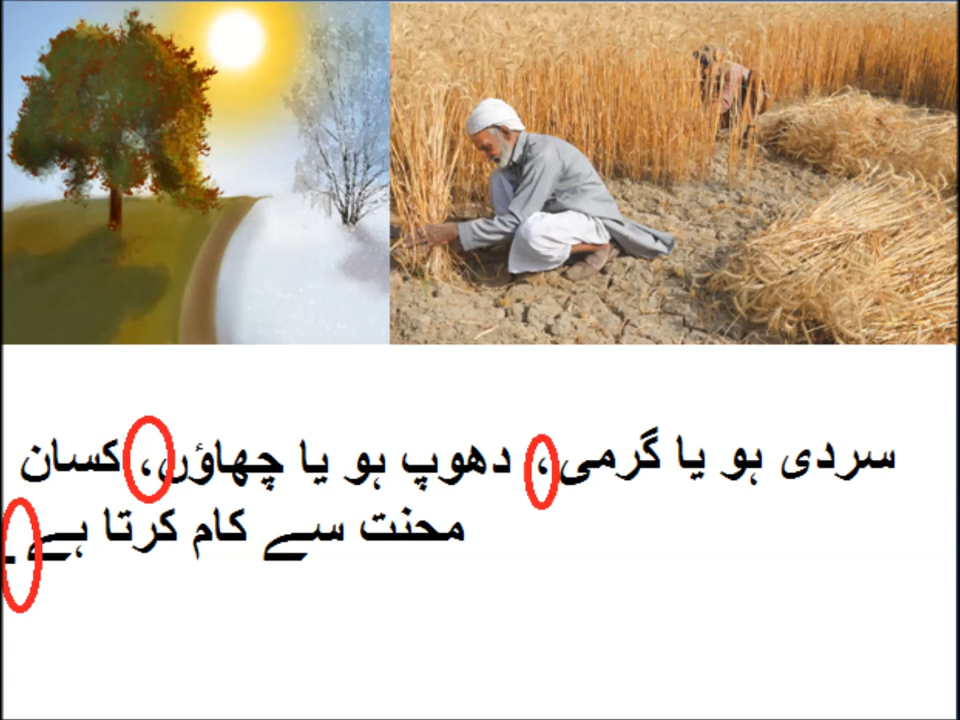 سردی ہو یا گرمی، دھوپ ہو یا چھاؤں، کسان
محنت سے کام کرتا ہے۔